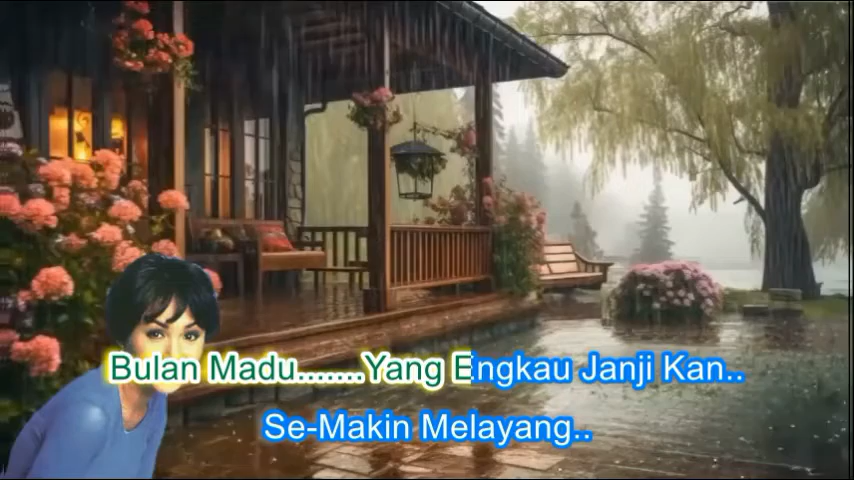 Bulan Madu.......Yang Engkau Janji Kan..
Se-Makin Melayang..